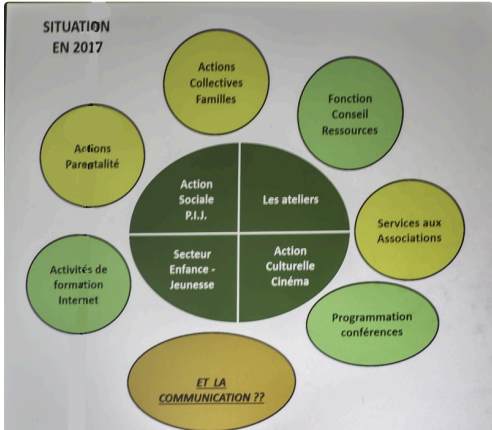 SITUATION
EN 2017
Actions
Collectives
Familles
Fonction
Conseil
Ressources
Actions
Parentalité
Action
Sociale
P.I.J.
Les ateliers
Services aux
Associations
Secteur
Enfance -
Jeunesse
Action
Culturelle
Cinéma
Activités de
formation
Internet
Programmation
conférences
ET LA
COMMUNICATION ??